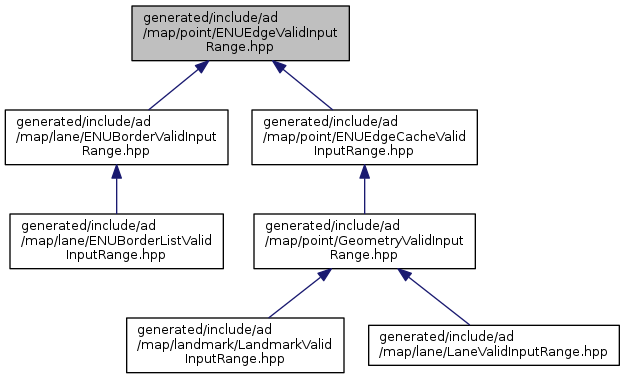 generated/include/ad
/map/point/ENUEdgeValidInput
Range.hpp
generated/include/ad
/map/lane/ENUBorderValidInput
Range.hpp
generated/include/ad
/map/point/ENUEdgeCacheValid
InputRange.hpp
generated/include/ad
/map/lane/ENUBorderListValid
InputRange.hpp
generated/include/ad
/map/point/GeometryValidInput
Range.hpp
generated/include/ad
/map/landmark/LandmarkValid
InputRange.hpp
generated/include/ad
/map/lane/LaneValidInputRange.hpp